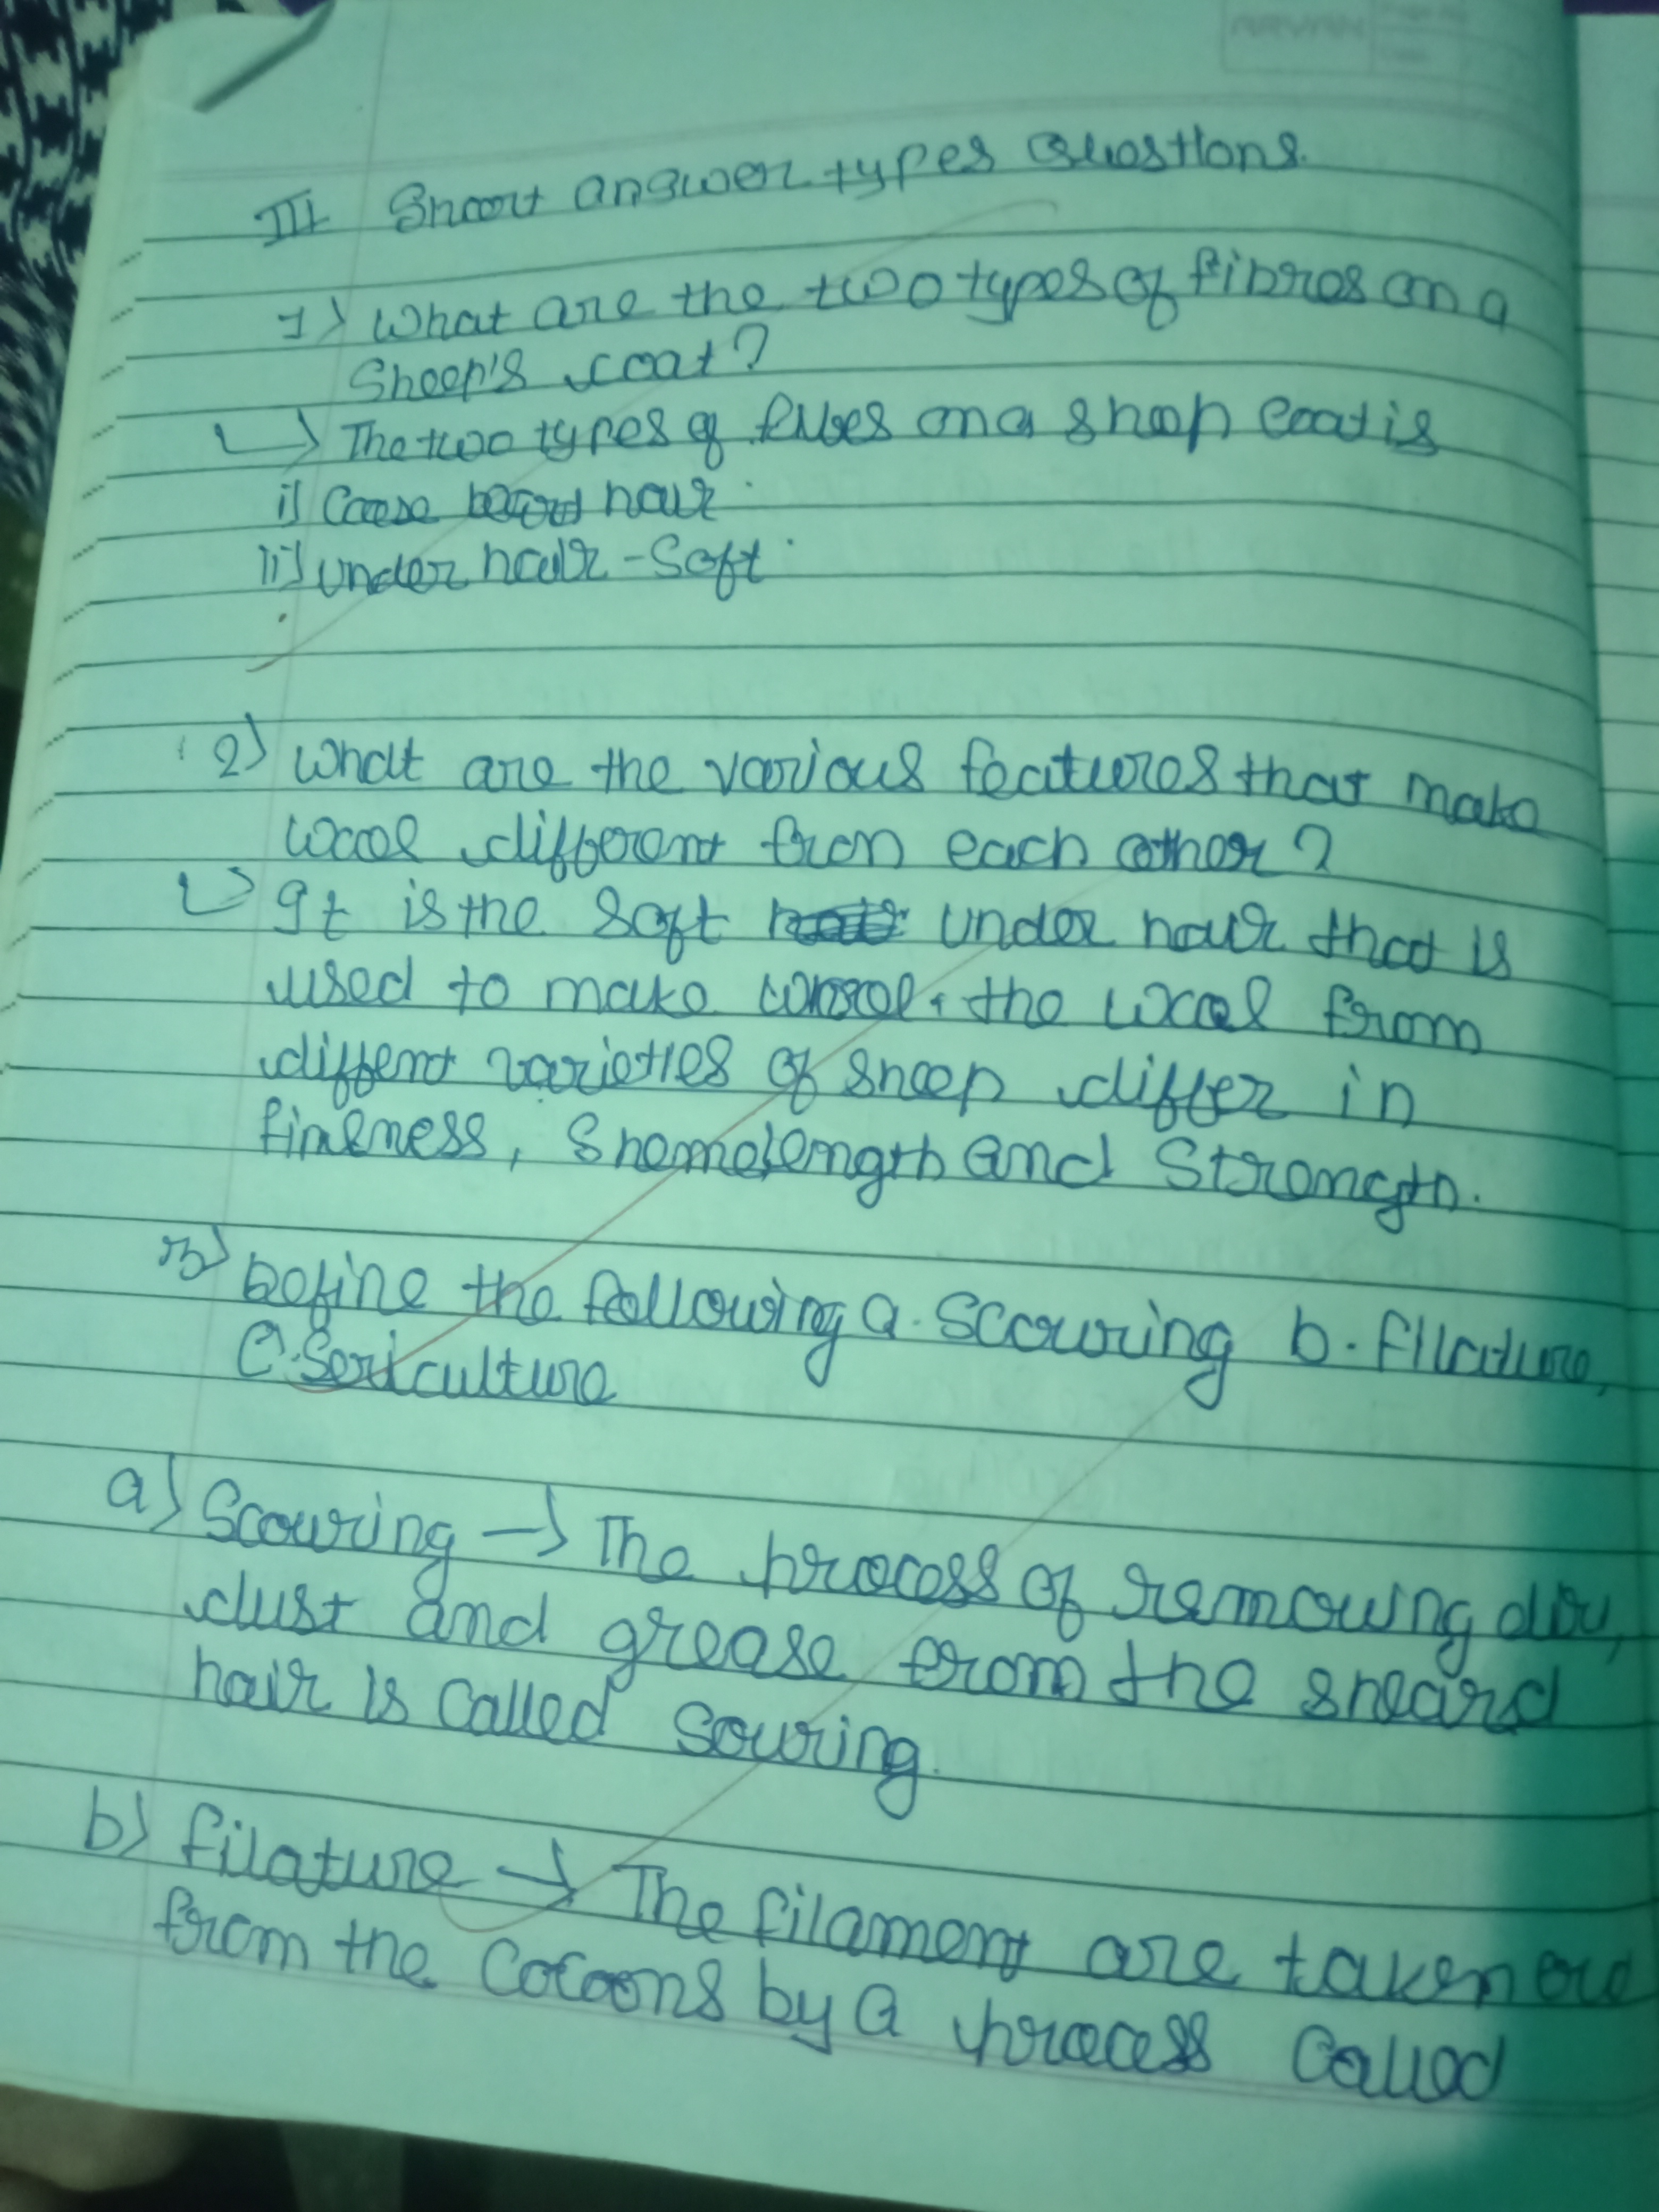 III Shoort answer types Questions.
1) What are the two types of fibres on a
Sheep's coat?
The two types of fibes on a sheep coat is
i) Coese beard hair
ii) under hair - Soft
2) What are the various features that make
wool different from each other?
It is the soft under hair that is
used to make wool. the wool from
diffent varieties of sheep differ in
fineness, length and Strength.
3) Define the following a. Scouring b. filature,
C. Sericulture
a) Scouring → The process of removing dir,
dust and grease from the sheard
hair is called souring.
b) filature → The filament are taken out
from the cocoons by a process called